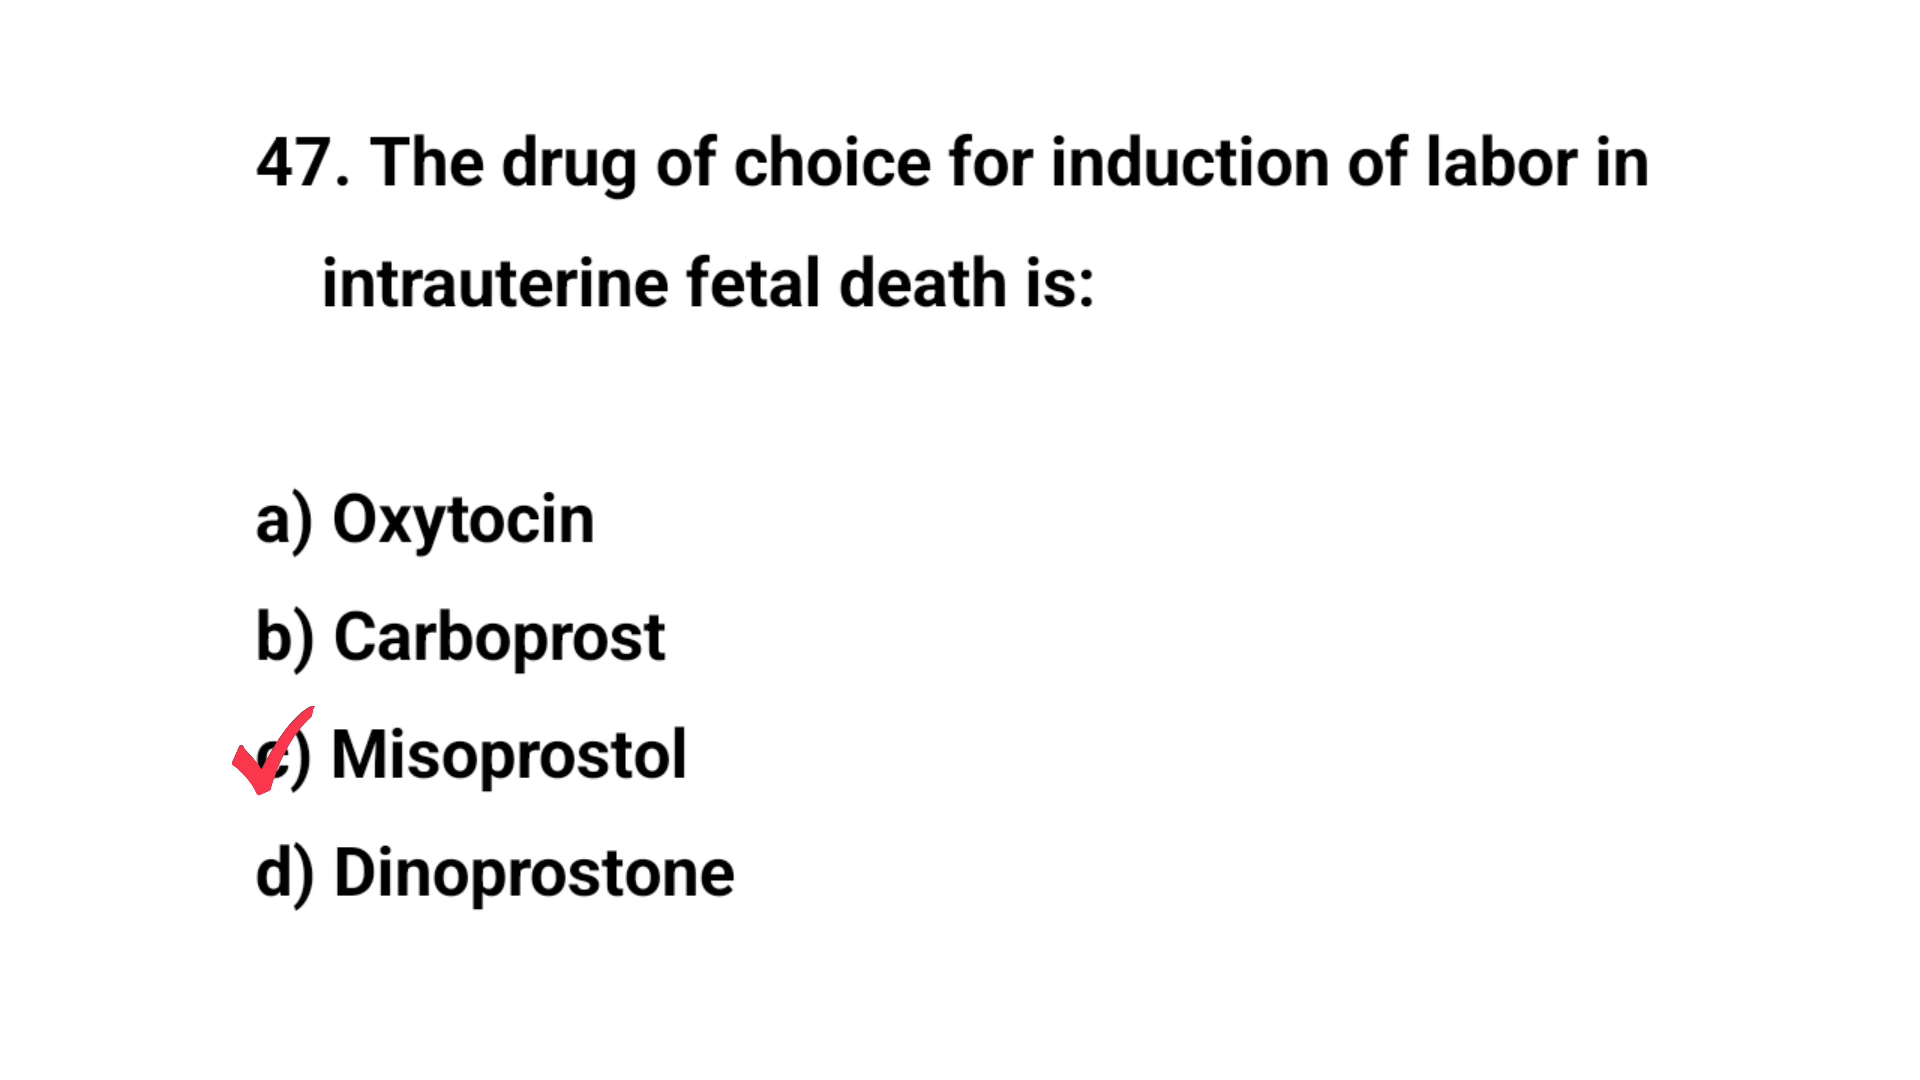 47. The drug of choice for induction of labor in
intrauterine fetal death is:
a) Oxytocin
b) Carboprost
c) Misoprostol
d) Dinoprostone